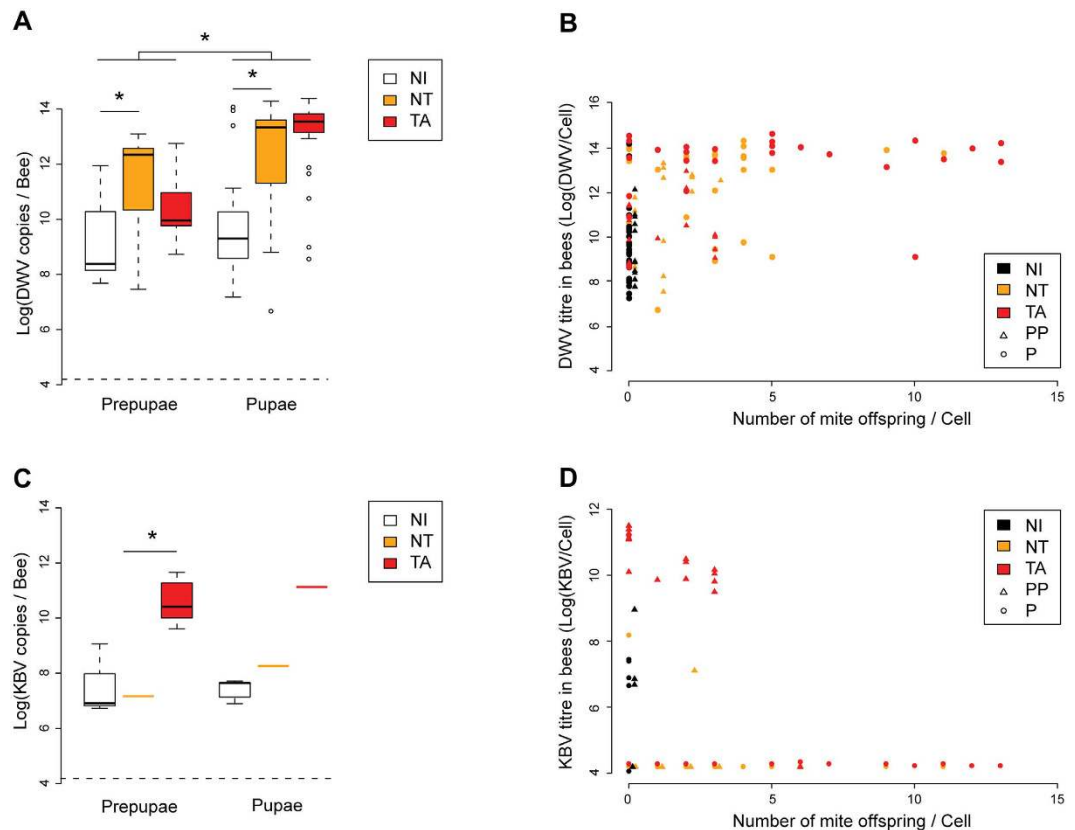 A
*
*
*
NI
NT
TA
Log(DWV copies / Bee)
14
12
10
8
6
4
Prepupae
Pupae
B
DWV titre in bees (Log(DWV/Cell)
16
14
12
10
8
6
4
NI
NT
TA
PP
P
0
5
10
15
Number of mite offspring / Cell
C
*
NI
NT
TA
Log(KBV copies / Bee)
14
12
10
8
6
4
Prepupae
Pupae
D
KBV titre in bees (Log(KBV/Cell)
12
10
8
6
4
NI
NT
TA
PP
P
0
5
10
15
Number of mite offspring / Cell